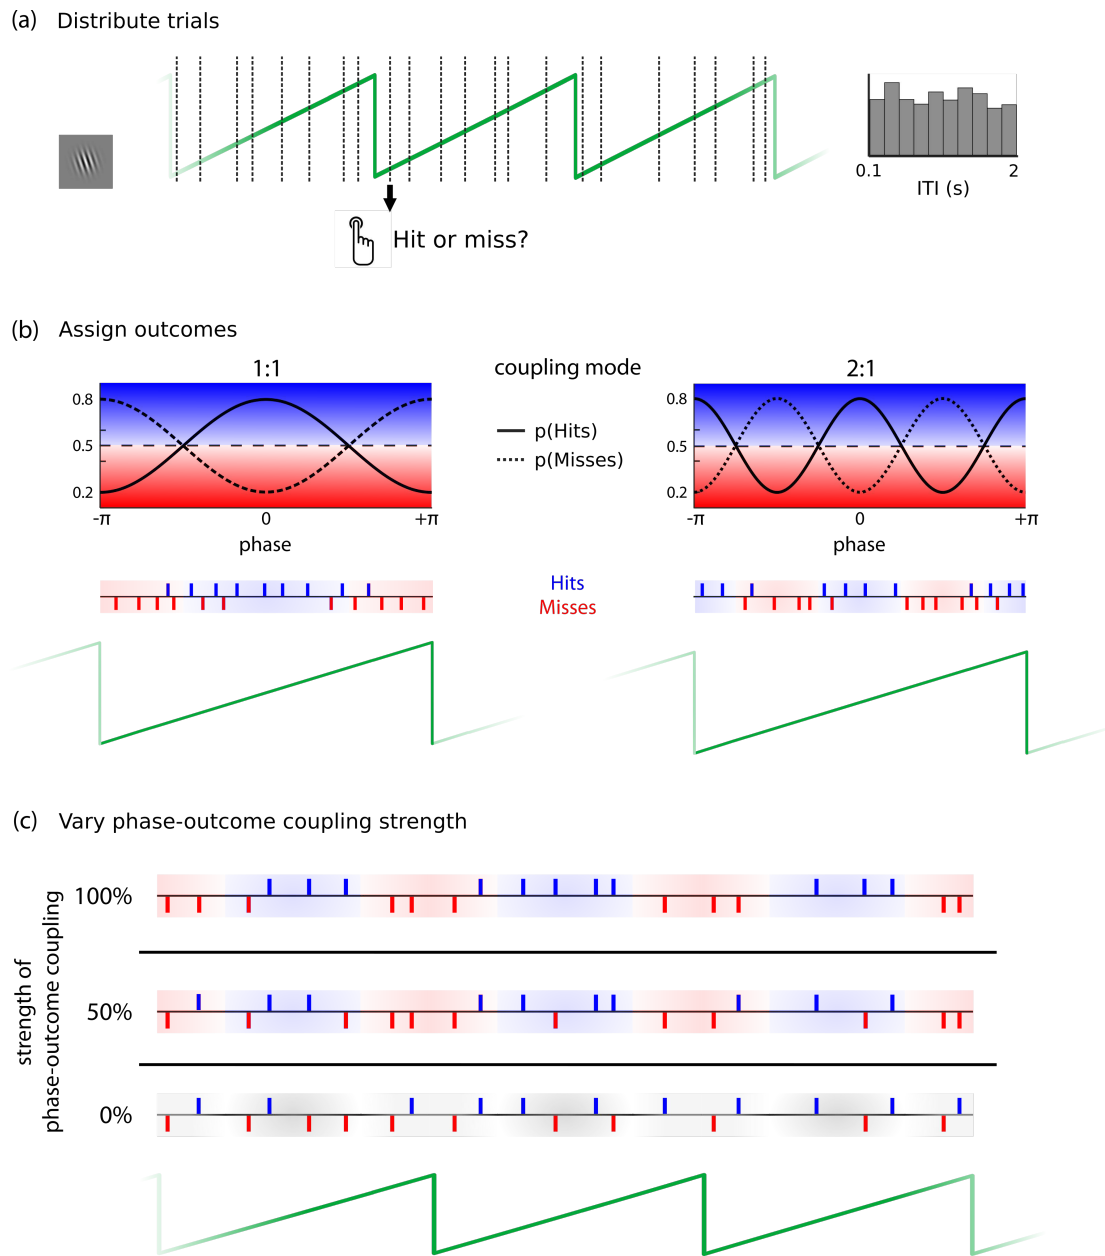 (a) Distribute trials
0.1 2
ITI (s)
Hit or miss?
(b) Assign outcomes
1:1 coupling mode 2:1
0.8 0.8
p(Hits)
0.5 0.5
p(Misses)
0.2 0.2
-π 0 +π -π 0 +π
phase phase
Hits
Misses
(c) Vary phase-outcome coupling strength
strength of
phase-outcome coupling
100%
50%
0%